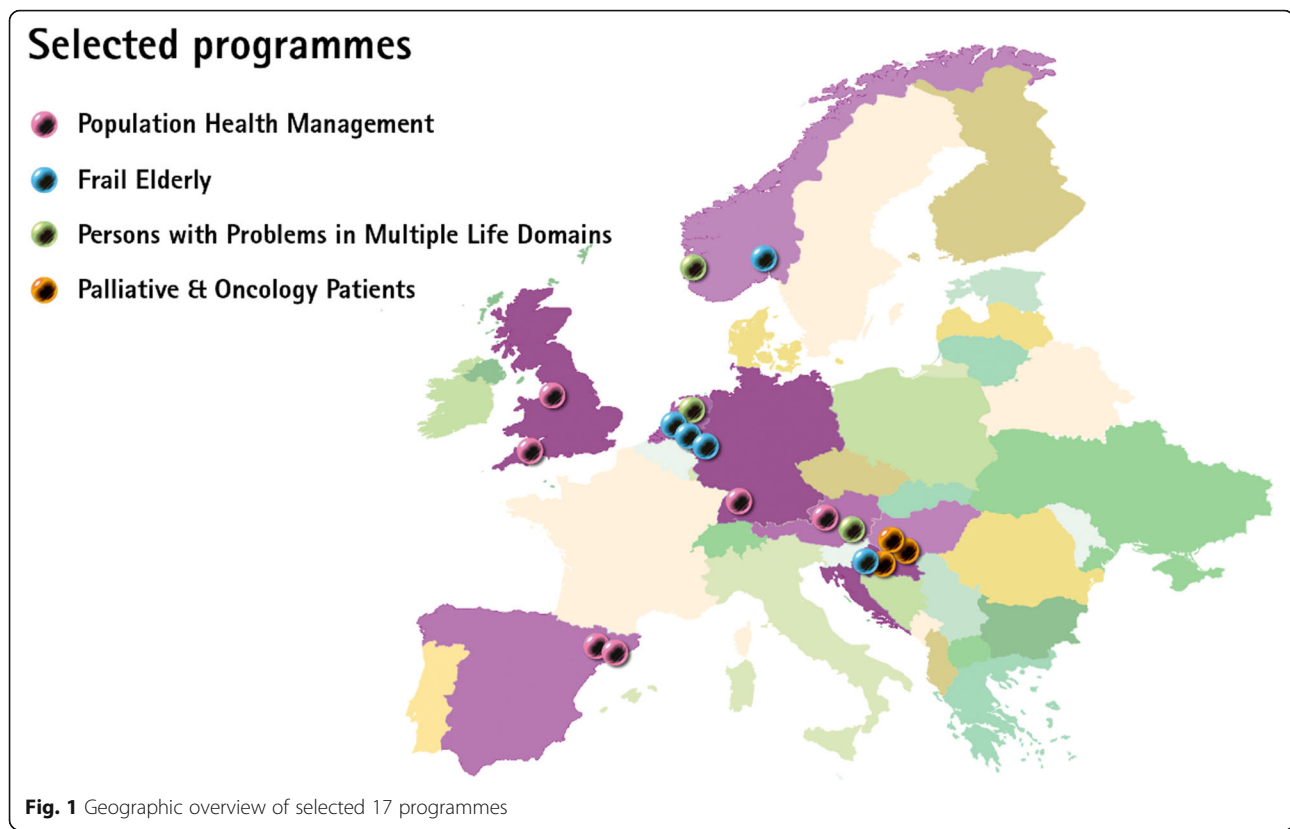 Selected programmes
Population Health Management
Frail Elderly
Persons with Problems in Multiple Life Domains
Palliative & Oncology Patients
Fig. 1 Geographic overview of selected 17 programmes